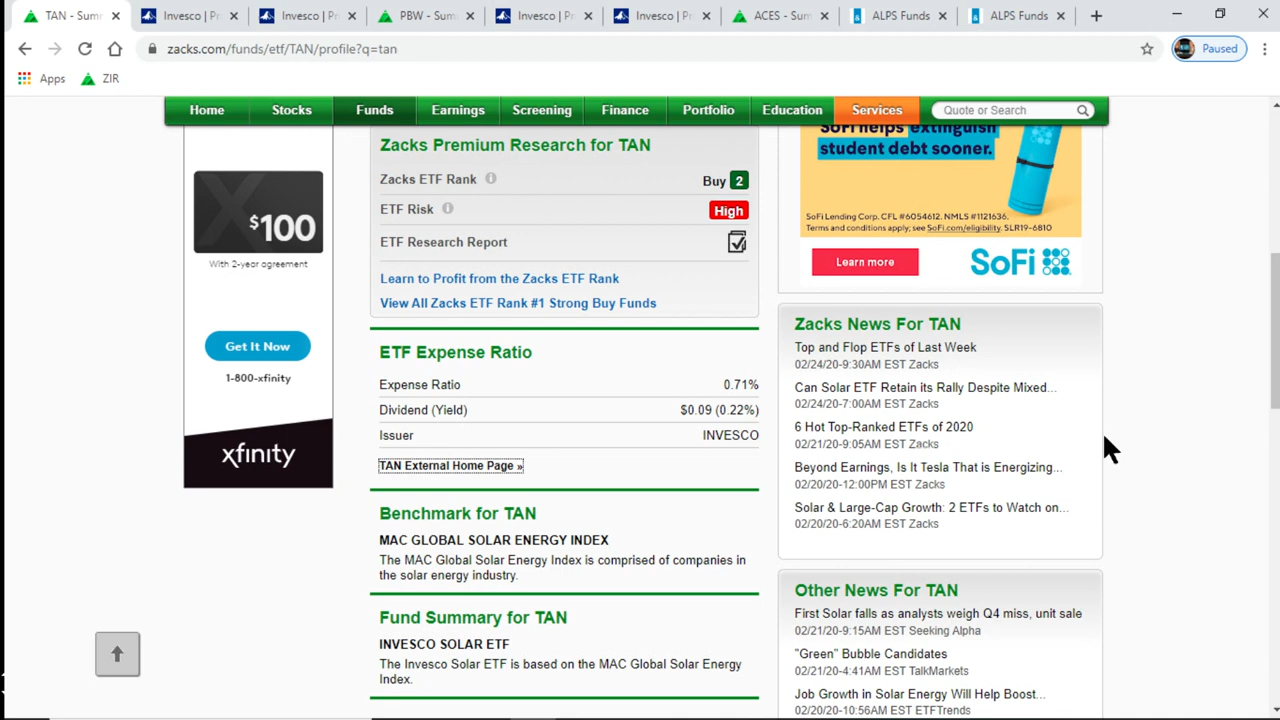 TAN - Sum
Invesco | Pr
Invesco | Pr
PBW - Sum
Invesco | Pr
Invesco | Pr
ACES - Sum
ALPS Funds
ALPS Funds
zacks.com/funds/etf/TAN/profile?q=tan
Paused
Apps
ZIR
Home Stocks Funds Earnings Screening Finance Portfolio Education Services Quote or Search
$100
With 2-year agreement
Get It Now
1-800-xfinity
xfinity
Zacks Premium Research for TAN
Zacks ETF Rank Buy 2
ETF Risk High
ETF Research Report
Learn to Profit from the Zacks ETF Rank
View All Zacks ETF Rank #1 Strong Buy Funds
ETF Expense Ratio
Expense Ratio 0.71%
Dividend (Yield) $0.09 (0.22%)
Issuer INVESCO
TAN External Home Page »
Benchmark for TAN
MAC GLOBAL SOLAR ENERGY INDEX
The MAC Global Solar Energy Index is comprised of companies in
the solar energy industry.
Fund Summary for TAN
INVESCO SOLAR ETF
The Invesco Solar ETF is based on the MAC Global Solar Energy
Index.
SoFi helps extinguish
student debt sooner.
SoFi Lending Corp. CFL #6054612. NMLS #1121636.
Terms and conditions apply; see SoFi.com/eligibility. SLR19-6810
Learn more
SoFi
Zacks News For TAN
Top and Flop ETFs of Last Week
02/24/20-9:30AM EST Zacks
Can Solar ETF Retain its Rally Despite Mixed...
02/24/20-7:00AM EST Zacks
6 Hot Top-Ranked ETFs of 2020
02/21/20-9:05AM EST Zacks
Beyond Earnings, Is It Tesla That is Energizing...
02/20/20-12:00PM EST Zacks
Solar & Large-Cap Growth: 2 ETFs to Watch on...
02/20/20-6:20AM EST Zacks
Other News For TAN
First Solar falls as analysts weigh Q4 miss, unit sale
02/21/20-9:15AM EST Seeking Alpha
"Green" Bubble Candidates
02/21/20-4:41AM EST TalkMarkets
Job Growth in Solar Energy Will Help Boost...
02/20/20-10:56AM EST ETFTrends